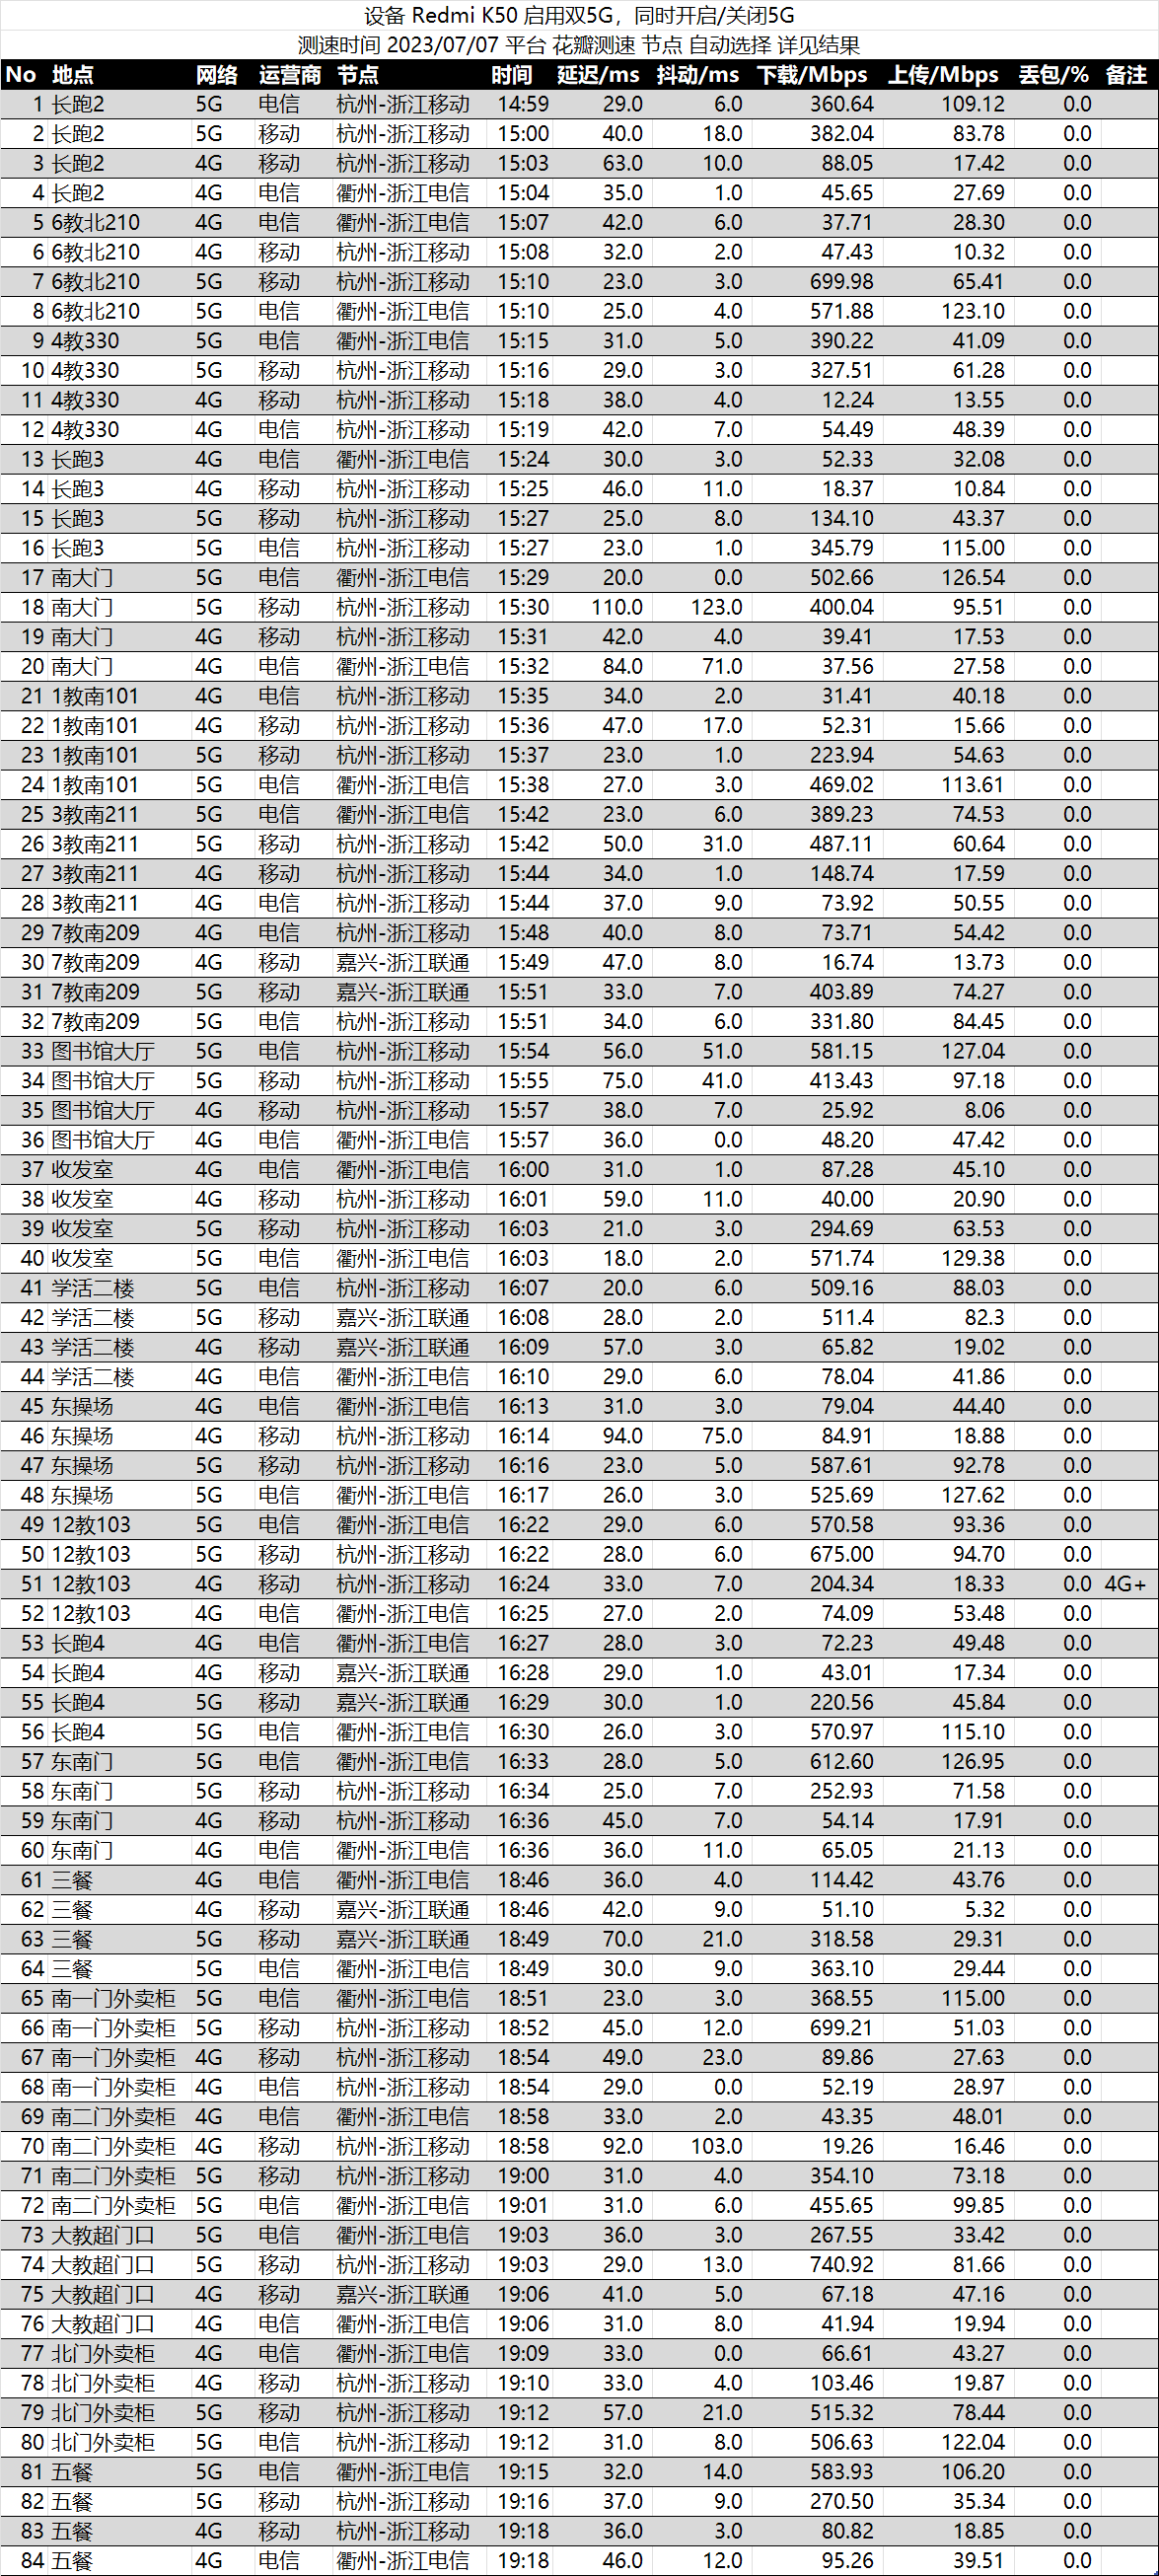 设备 Redmi K50 启用双5G，同时开启/关闭5G
测速时间 2023/07/07 平台 花瓣测速 节点 自动选择 详见结果
No 地点 网络 运营商 节点 时间 延迟/ms 抖动/ms 下载/Mbps 上传/Mbps 丢包/% 备注
1 长跑2 5G 电信 杭州-浙江移动 14:59 29.0 6.0 360.64 109.12 0.0
2 长跑2 5G 移动 杭州-浙江移动 15:00 40.0 18.0 382.04 83.78 0.0
3 长跑2 4G 移动 杭州-浙江移动 15:03 63.0 10.0 88.05 17.42 0.0
4 长跑2 4G 电信 衢州-浙江电信 15:04 35.0 1.0 45.65 27.69 0.0
5 6教北210 4G 电信 衢州-浙江电信 15:07 42.0 6.0 37.71 28.30 0.0
6 6教北210 4G 移动 杭州-浙江移动 15:08 32.0 2.0 47.43 10.32 0.0
7 6教北210 5G 移动 杭州-浙江移动 15:10 23.0 3.0 699.98 65.41 0.0
8 6教北210 5G 电信 衢州-浙江电信 15:10 25.0 4.0 571.88 123.10 0.0
9 4教330 5G 电信 衢州-浙江电信 15:15 31.0 5.0 390.22 41.09 0.0
10 4教330 5G 移动 杭州-浙江移动 15:16 29.0 3.0 327.51 61.28 0.0
11 4教330 4G 移动 杭州-浙江移动 15:18 38.0 4.0 12.24 13.55 0.0
12 4教330 4G 电信 杭州-浙江移动 15:19 42.0 7.0 54.49 48.39 0.0
13 长跑3 4G 电信 衢州-浙江电信 15:24 30.0 3.0 52.33 32.08 0.0
14 长跑3 4G 移动 杭州-浙江移动 15:25 46.0 11.0 18.37 10.84 0.0
15 长跑3 5G 移动 杭州-浙江移动 15:27 25.0 8.0 134.10 43.37 0.0
16 长跑3 5G 电信 杭州-浙江移动 15:27 23.0 1.0 345.79 115.00 0.0
17 南大门 5G 电信 衢州-浙江电信 15:29 20.0 0.0 502.66 126.54 0.0
18 南大门 5G 移动 杭州-浙江移动 15:30 110.0 123.0 400.04 95.51 0.0
19 南大门 4G 移动 杭州-浙江移动 15:31 42.0 4.0 39.41 17.53 0.0
20 南大门 4G 电信 衢州-浙江电信 15:32 84.0 71.0 37.56 27.58 0.0
21 1教南101 4G 电信 杭州-浙江移动 15:35 34.0 2.0 31.41 40.18 0.0
22 1教南101 4G 移动 杭州-浙江移动 15:36 47.0 17.0 52.31 15.66 0.0
23 1教南101 5G 移动 杭州-浙江移动 15:37 23.0 1.0 223.94 54.63 0.0
24 1教南101 5G 电信 杭州-浙江移动 15:38 27.0 3.0 469.02 113.61 0.0
25 3教南211 5G 电信 杭州-浙江移动 15:42 23.0 6.0 389.23 74.53 0.0
26 3教南211 5G 移动 杭州-浙江移动 15:42 50.0 31.0 487.11 60.64 0.0
27 3教南211 4G 移动 杭州-浙江移动 15:44 34.0 1.0 148.74 17.59 0.0
28 3教南211 4G 电信 杭州-浙江移动 15:44 37.0 9.0 73.92 50.55 0.0
29 7教南209 4G 电信 杭州-浙江移动 15:48 40.0 8.0 73.71 54.42 0.0
30 7教南209 4G 移动 嘉兴-浙江联通 15:49 47.0 8.0 16.74 13.73 0.0
31 7教南209 5G 移动 嘉兴-浙江联通 15:51 33.0 7.0 403.89 74.27 0.0
32 7教南209 5G 电信 杭州-浙江移动 15:51 34.0 6.0 331.80 84.45 0.0
33 图书馆大厅 5G 电信 衢州-浙江电信 15:54 56.0 51.0 581.15 127.04 0.0
34 图书馆大厅 5G 移动 杭州-浙江移动 15:55 75.0 41.0 413.43 97.18 0.0
35 图书馆大厅 4G 移动 杭州-浙江移动 15:57 38.0 7.0 25.92 8.06 0.0
36 图书馆大厅 4G 电信 衢州-浙江电信 15:57 36.0 0.0 48.20 47.42 0.0
37 收发室 4G 电信 衢州-浙江电信 16:00 31.0 1.0 87.28 45.10 0.0
38 收发室 4G 移动 杭州-浙江移动 16:01 59.0 11.0 40.00 20.90 0.0
39 收发室 5G 移动 杭州-浙江移动 16:03 21.0 3.0 294.69 63.53 0.0
40 收发室 5G 电信 衢州-浙江电信 16:03 18.0 2.0 571.74 129.38 0.0
41 学活二楼 5G 电信 衢州-浙江电信 16:07 20.0 6.0 509.16 88.03 0.0
42 学活二楼 5G 移动 嘉兴-浙江联通 16:08 28.0 2.0 511.4 82.3 0.0
43 学活二楼 4G 移动 嘉兴-浙江联通 16:09 57.0 3.0 65.82 19.02 0.0
44 学活二楼 4G 电信 衢州-浙江电信 16:10 29.0 6.0 78.04 41.86 0.0
45 东操场 4G 电信 衢州-浙江电信 16:13 31.0 3.0 79.04 44.40 0.0
46 东操场 4G 移动 杭州-浙江移动 16:14 94.0 75.0 84.91 18.88 0.0
47 东操场 5G 移动 杭州-浙江移动 16:16 23.0 5.0 587.61 92.78 0.0
48 东操场 5G 电信 衢州-浙江电信 16:17 26.0 3.0 525.69 127.62 0.0
49 12教103 5G 电信 衢州-浙江电信 16:22 29.0 6.0 570.58 93.36 0.0
50 12教103 5G 移动 杭州-浙江移动 16:22 28.0 6.0 675.00 94.70 0.0
51 12教103 4G 移动 杭州-浙江移动 16:24 33.0 7.0 204.34 18.33 0.0 4G+
52 12教103 4G 电信 衢州-浙江电信 16:25 27.0 2.0 74.09 53.48 0.0
53 长跑4 4G 电信 衢州-浙江电信 16:27 28.0 3.0 72.23 49.48 0.0
54 长跑4 4G 移动 嘉兴-浙江联通 16:28 29.0 1.0 43.01 17.34 0.0
55 长跑4 5G 移动 嘉兴-浙江联通 16:29 30.0 1.0 220.56 45.84 0.0
56 长跑4 5G 电信 衢州-浙江电信 16:30 26.0 3.0 570.97 115.10 0.0
57 东南门 5G 电信 衢州-浙江电信 16:33 28.0 5.0 612.60 126.95 0.0
58 东南门 5G 移动 杭州-浙江移动 16:34 25.0 7.0 252.93 71.58 0.0
59 东南门 4G 移动 杭州-浙江移动 16:36 45.0 7.0 54.14 17.91 0.0
60 东南门 4G 电信 衢州-浙江电信 16:36 36.0 11.0 65.05 21.13 0.0
61 三餐 4G 电信 衢州-浙江电信 18:46 36.0 4.0 114.42 43.76 0.0
62 三餐 4G 移动 嘉兴-浙江联通 18:46 42.0 9.0 51.10 5.32 0.0
63 三餐 5G 移动 嘉兴-浙江联通 18:49 70.0 21.0 318.58 29.31 0.0
64 三餐 5G 电信 衢州-浙江电信 18:49 30.0 9.0 363.10 29.44 0.0
65 南一门外卖柜 5G 电信 衢州-浙江电信 18:51 23.0 3.0 368.55 115.00 0.0
66 南一门外卖柜 5G 移动 杭州-浙江移动 18:52 45.0 12.0 699.21 51.03 0.0
67 南一门外卖柜 4G 移动 杭州-浙江移动 18:54 49.0 23.0 89.86 27.63 0.0
68 南一门外卖柜 4G 电信 杭州-浙江移动 18:54 29.0 0.0 52.19 28.97 0.0
69 南二门外卖柜 4G 电信 衢州-浙江电信 18:58 33.0 2.0 43.35 48.01 0.0
70 南二门外卖柜 4G 移动 杭州-浙江移动 18:58 92.0 103.0 19.26 16.46 0.0
71 南二门外卖柜 5G 移动 杭州-浙江移动 19:00 31.0 4.0 354.10 73.18 0.0
72 南二门外卖柜 5G 电信 衢州-浙江电信 19:01 31.0 6.0 455.65 99.85 0.0
73 大教超门口 5G 电信 衢州-浙江电信 19:03 36.0 3.0 267.55 33.42 0.0
74 大教超门口 5G 移动 杭州-浙江移动 19:03 29.0 13.0 740.92 81.66 0.0
75 大教超门口 4G 移动 嘉兴-浙江联通 19:06 41.0 5.0 67.18 47.16 0.0
76 大教超门口 4G 电信 衢州-浙江电信 19:06 31.0 8.0 41.94 19.94 0.0
77 北门外卖柜 4G 电信 衢州-浙江电信 19:09 33.0 0.0 66.61 43.27 0.0
78 北门外卖柜 4G 移动 杭州-浙江移动 19:10 33.0 4.0 103.46 19.87 0.0
79 北门外卖柜 5G 移动 杭州-浙江移动 19:12 57.0 21.0 515.32 78.44 0.0
80 北门外卖柜 5G 电信 杭州-浙江移动 19:12 31.0 8.0 506.63 122.04 0.0
81 五餐 5G 电信 衢州-浙江电信 19:15 32.0 14.0 583.93 106.20 0.0
82 五餐 5G 移动 杭州-浙江移动 19:16 37.0 9.0 270.50 35.34 0.0
83 五餐 4G 移动 杭州-浙江移动 19:18 36.0 3.0 80.82 18.85 0.0
84 五餐 4G 电信 衢州-浙江电信 19:18 46.0 12.0 95.26 39.51 0.0